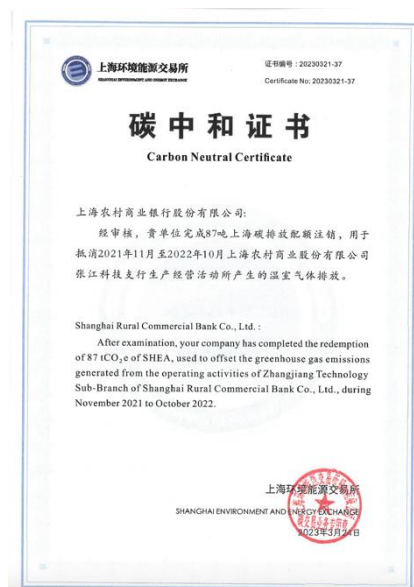 上海环境能源交易所
SHANGHAI ENVIRONMENT AND ENERGY EXCHANGE
证书编号：20230321-37
Certificate No: 20230321-37
碳中和证书
Carbon Neutral Certificate
上海农村商业银行股份有限公司:
经审核，贵单位完成87吨上海碳排放配额注销，用于
抵消2021年11月至2022年10月上海农村商业股份有限公司
张江科技支行生产经营活动所产生的温室气体排放。
Shanghai Rural Commercial Bank Co., Ltd. :
After examination, your company has completed the redemption
of 87 tCO₂e of SHEA, used to offset the greenhouse gas emissions
generated from the operating activities of Zhangjiang Technology
Sub-Branch of Shanghai Rural Commercial Bank Co., Ltd., during
November 2021 to October 2022.
上海环境能源交易所
SHANGHAI ENVIRONMENT AND ENERGY EXCHANGE
2023年3月24日